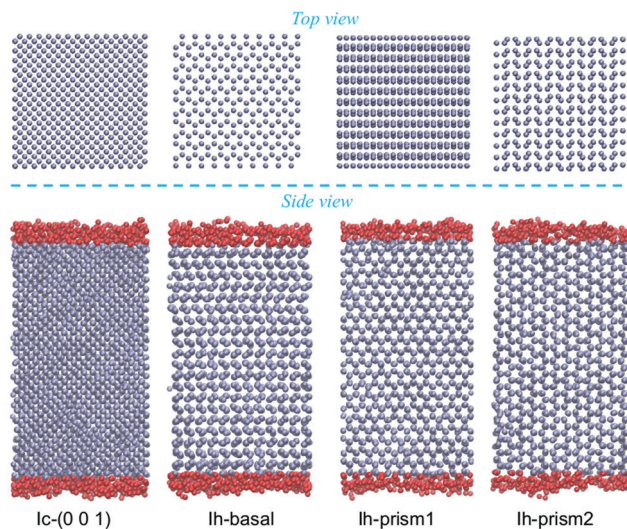 Top view
Side view
Ic-(0 0 1)
Ih-basal
Ih-prism1
Ih-prism2